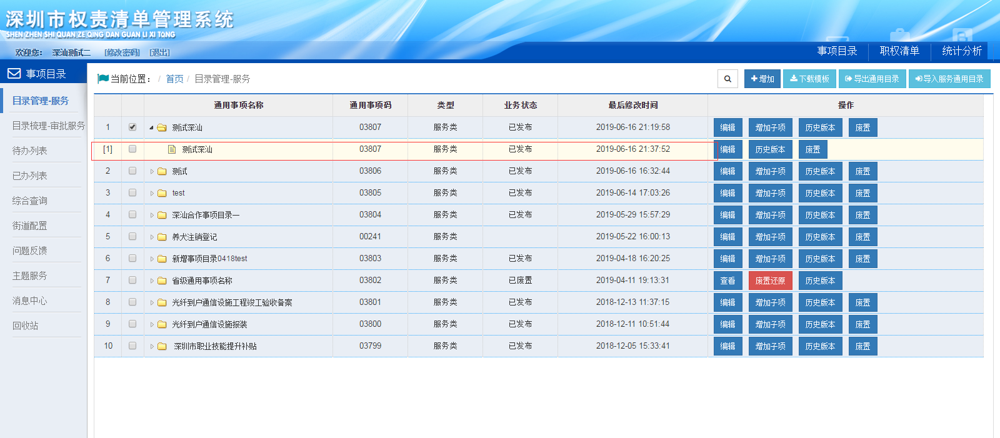 深圳市权责清单管理系统
SHEN ZHEN SHI QUAN ZE QING DAN GUAN LI XI TONG
欢迎您: 深汕测试二 [修改密码] [退出]
事项目录 职权清单 统计分析
事项目录
目录管理-服务
目录梳理-审批服务
待办列表
已办列表
综合查询
街道配置
问题反馈
主题服务
消息中心
回收站
当前位置: / 首页 / 目录管理-服务
增加 下载模板 导出通用目录 导入服务通用目录
通用事项名称 通用事项码 类型 业务状态 最后修改时间 操作
1 测试深汕 03807 服务类 已发布 2019-06-16 21:19:58 编辑 增加子项 历史版本 废置
[1] 测试深汕 03807 服务类 已发布 2019-06-16 21:37:52 编辑 历史版本 废置
2 测试 03806 服务类 已发布 2019-06-16 16:32:44 编辑 增加子项 历史版本 废置
3 test 03805 服务类 已发布 2019-06-14 17:03:26 编辑 增加子项 历史版本 废置
4 深汕合作事项目录一 03804 服务类 已发布 2019-05-29 15:57:29 编辑 增加子项 历史版本 废置
5 养犬注销登记 00241 服务类 2019-05-22 16:00:13 编辑 增加子项 历史版本 废置
6 新增事项目录0418test 03803 服务类 已发布 2019-04-18 16:20:25 编辑 增加子项 历史版本 废置
7 省级通用事项名称 03802 服务类 已废置 2019-04-11 19:13:31 查看 废置还原 历史版本
8 光纤到户通信设施工程竣工验收备案 03801 服务类 已发布 2018-12-13 11:37:15 编辑 增加子项 历史版本 废置
9 光纤到户通信设施报装 03800 服务类 已发布 2018-12-11 10:51:44 编辑 增加子项 历史版本 废置
10 深圳市职业技能提升补贴 03799 服务类 已发布 2018-12-05 15:33:41 编辑 增加子项 历史版本 废置